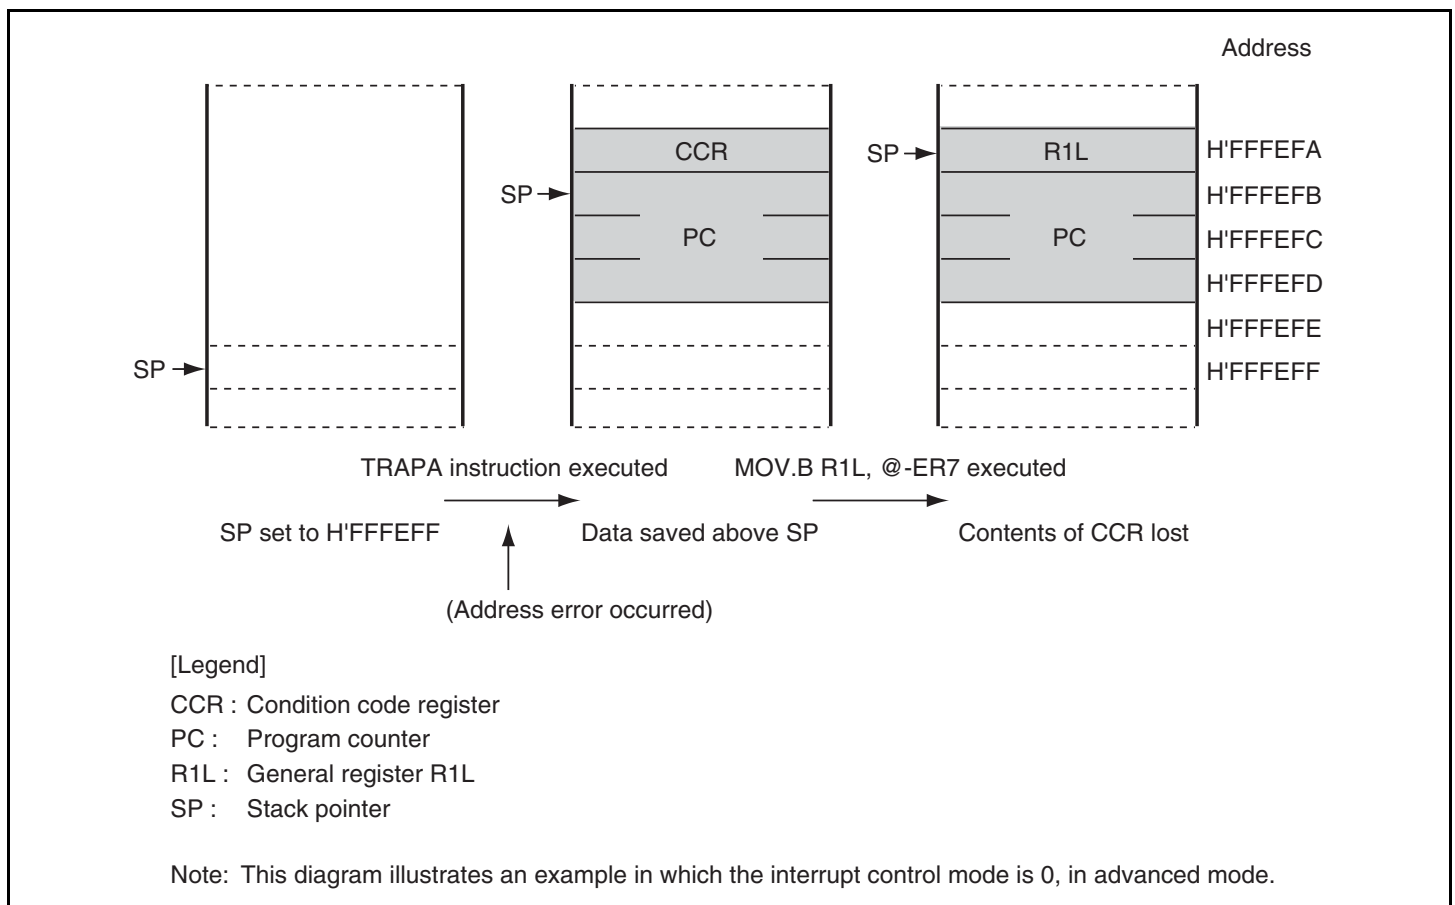 Address
CCR
SP
R1L
H'FFFEFA
SP
H'FFFEFB
PC
PC
H'FFFEFC
H'FFFEFD
H'FFFEFE
SP
H'FFFEFF
TRAPA instruction executed
MOV.B R1L, @-ER7 executed
SP set to H'FFFEFF
Data saved above SP
Contents of CCR lost
(Address error occurred)
[Legend]
CCR : Condition code register
PC : Program counter
R1L : General register R1L
SP : Stack pointer
Note: This diagram illustrates an example in which the interrupt control mode is 0, in advanced mode.